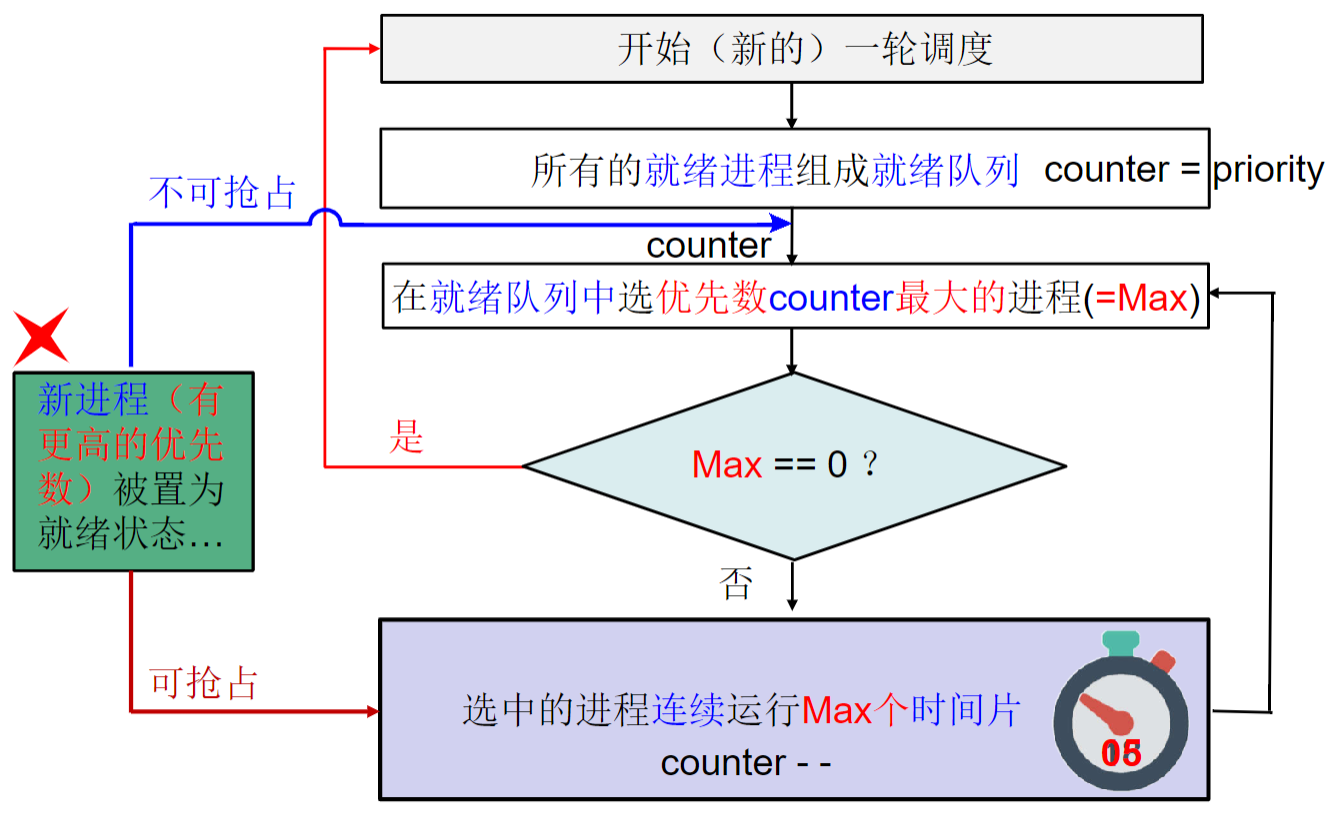 开始（新的）一轮调度
所有的就绪进程组成就绪队列 counter = priority
不可抢占
counter
在就绪队列中选优先数counter最大的进程(=Max)
新进程（有
更高的优先
数）被置为
就绪状态…
是
Max == 0 ？
否
可抢占
选中的进程连续运行Max个时间片
counter - -